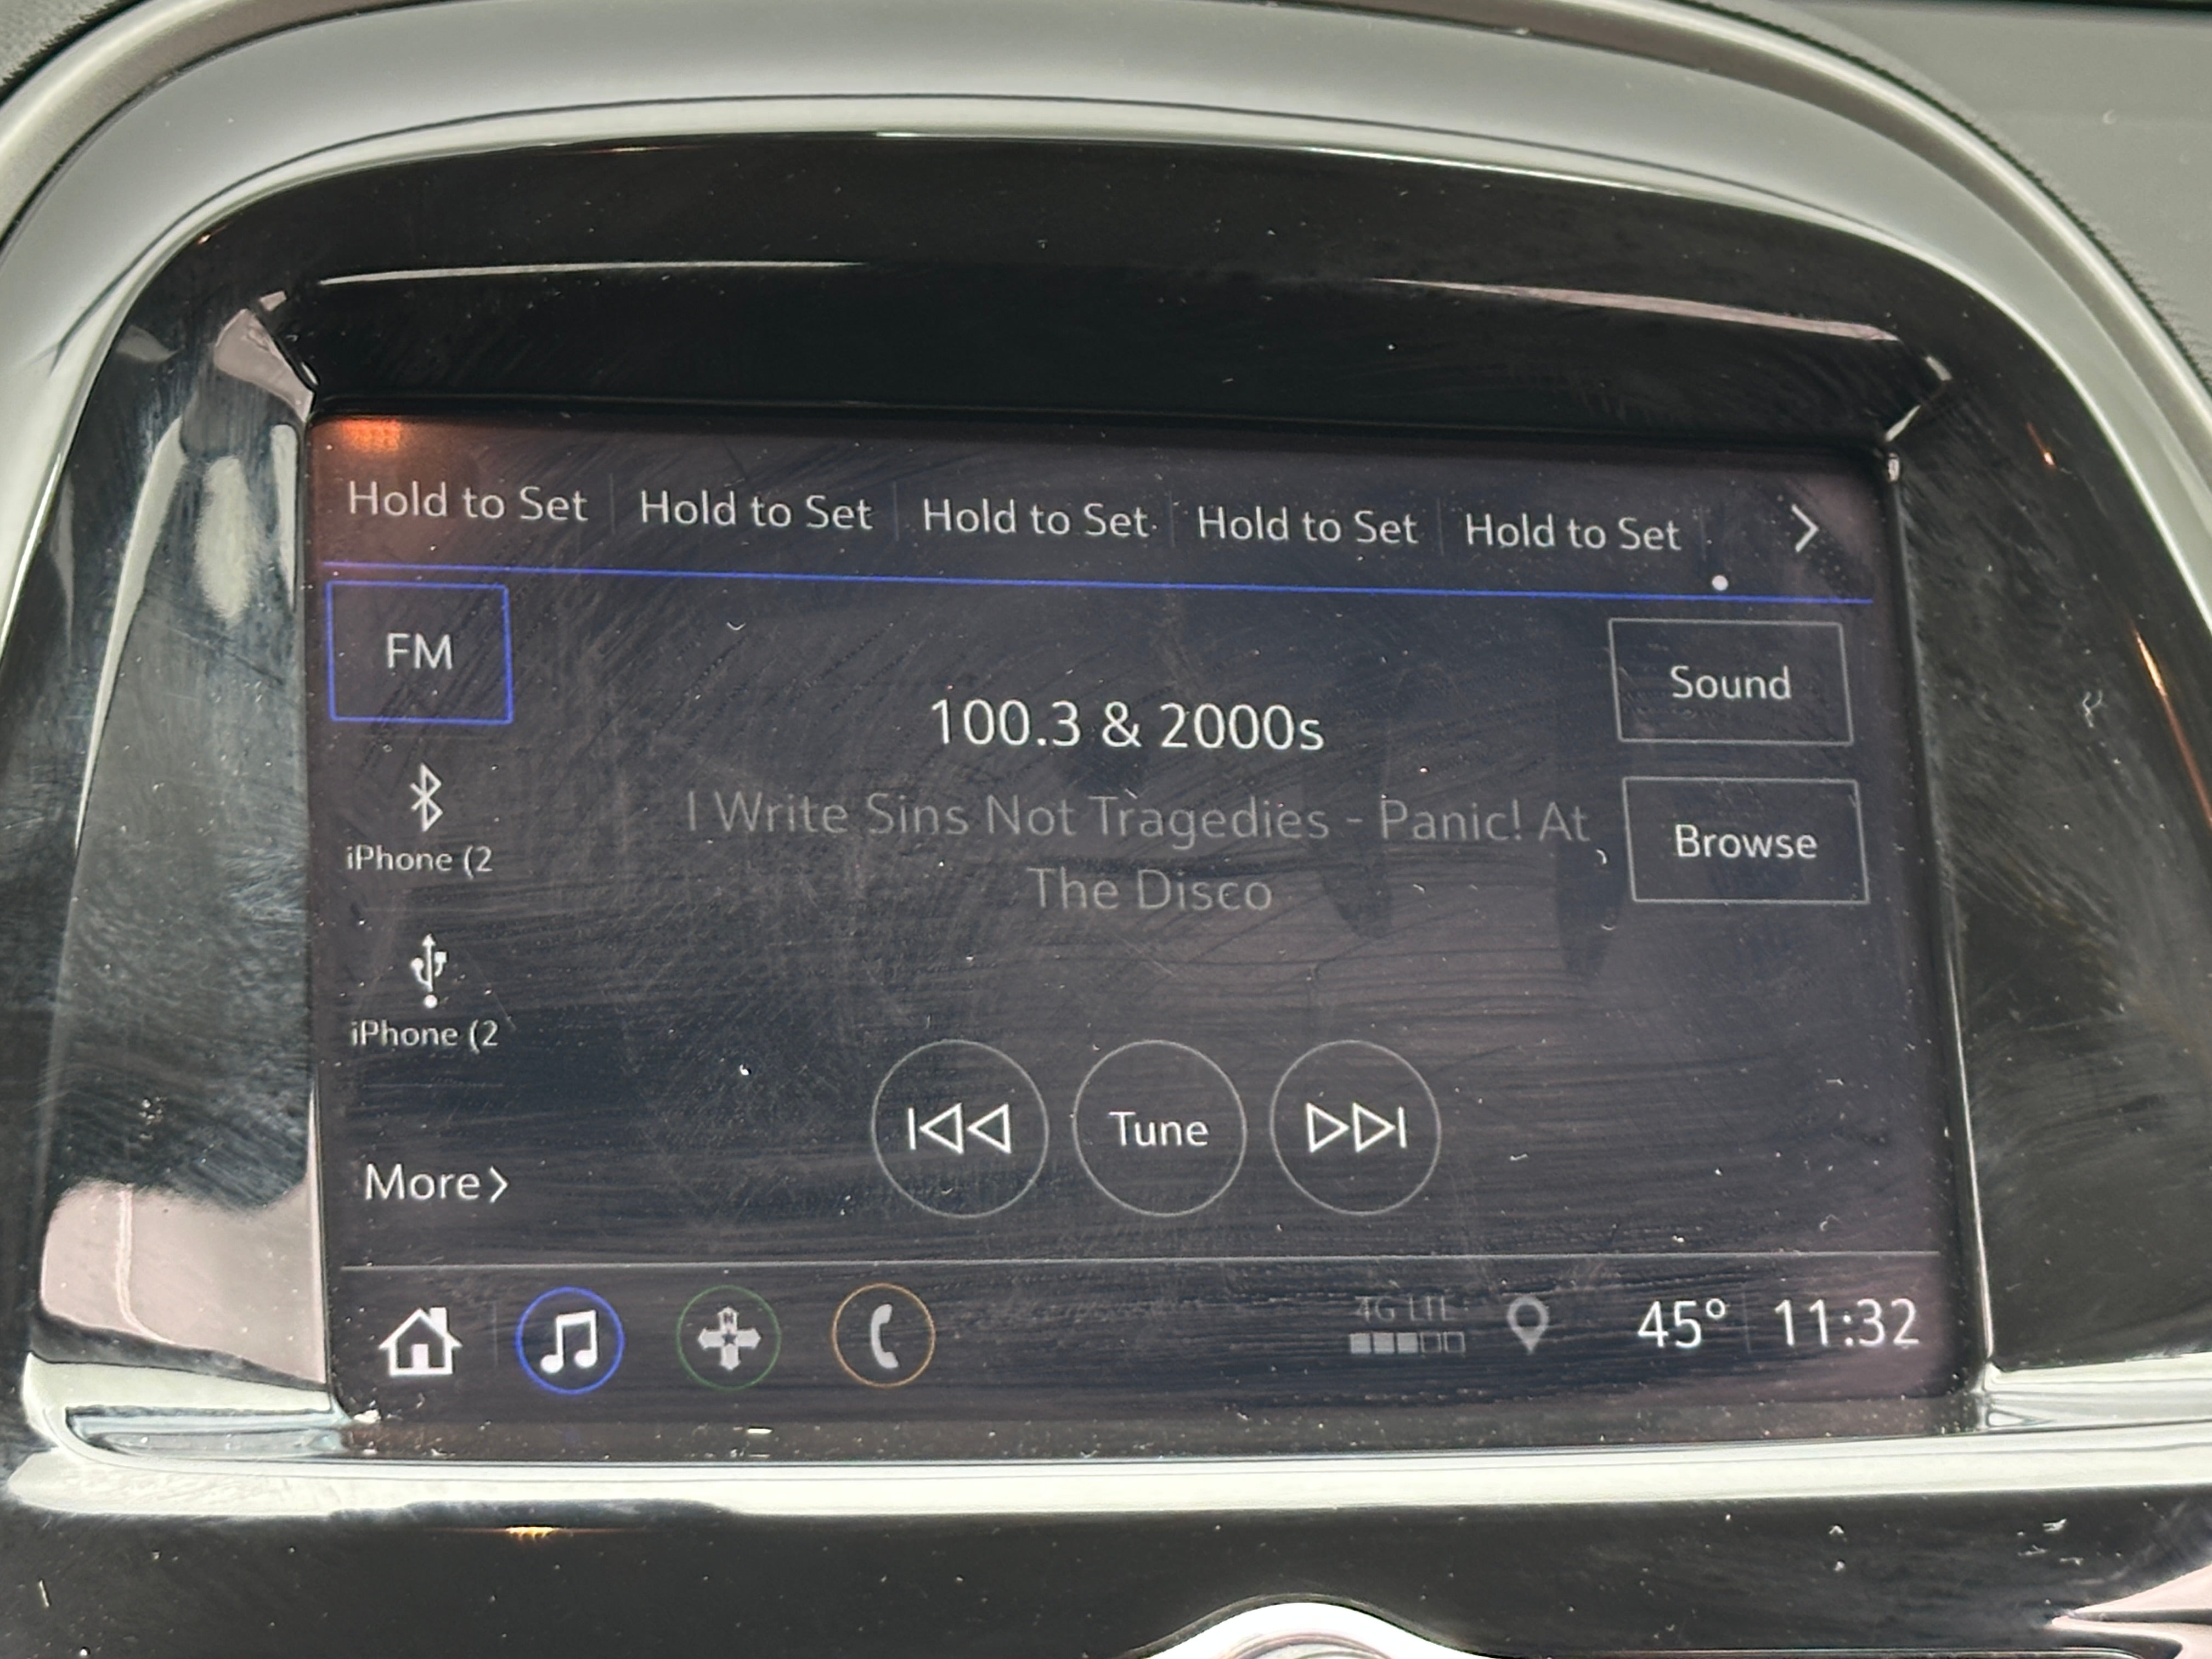 Hold to Set Hold to Set Hold to Set Hold to Set Hold to Set
FM
Sound
100.3 & 2000s
I Write Sins Not Tragedies - Panic! At
The Disco
Browse
iPhone (2
iPhone (2
Tune
More
N
4G LTE
45° 11:32